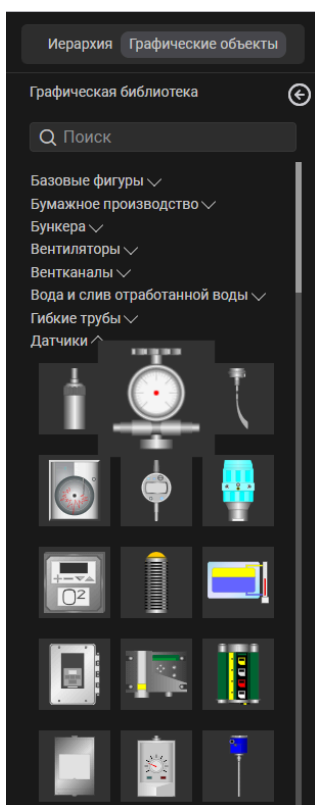 Иерархия Графические объекты
Графическая библиотека
Поиск
Базовые фигуры
Бумажное производство
Бункера
Вентиляторы
Вентканалы
Вода и слив отработанной воды
Гибкие трубы
Датчики
O2